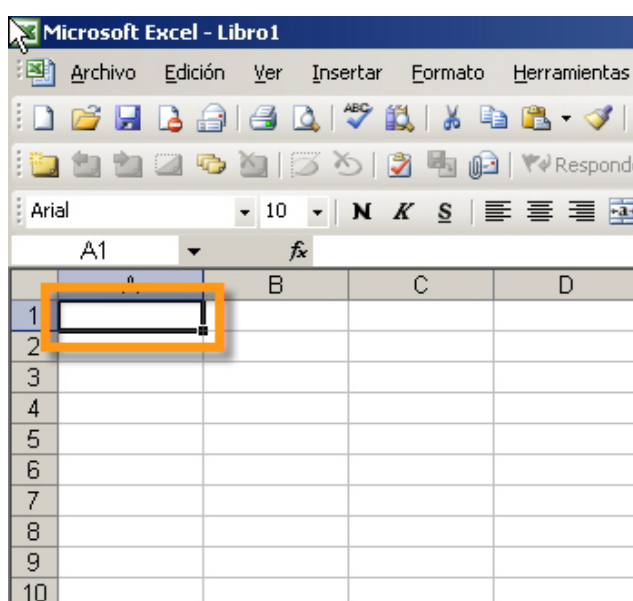 Microsoft Excel - Libro1
Archivo Edición Ver Insertar Formato Herramientas
ABC
Respond
Arial 10 N K S a
A1 fx
A B C D
1
2
3
4
5
6
7
8
9
10